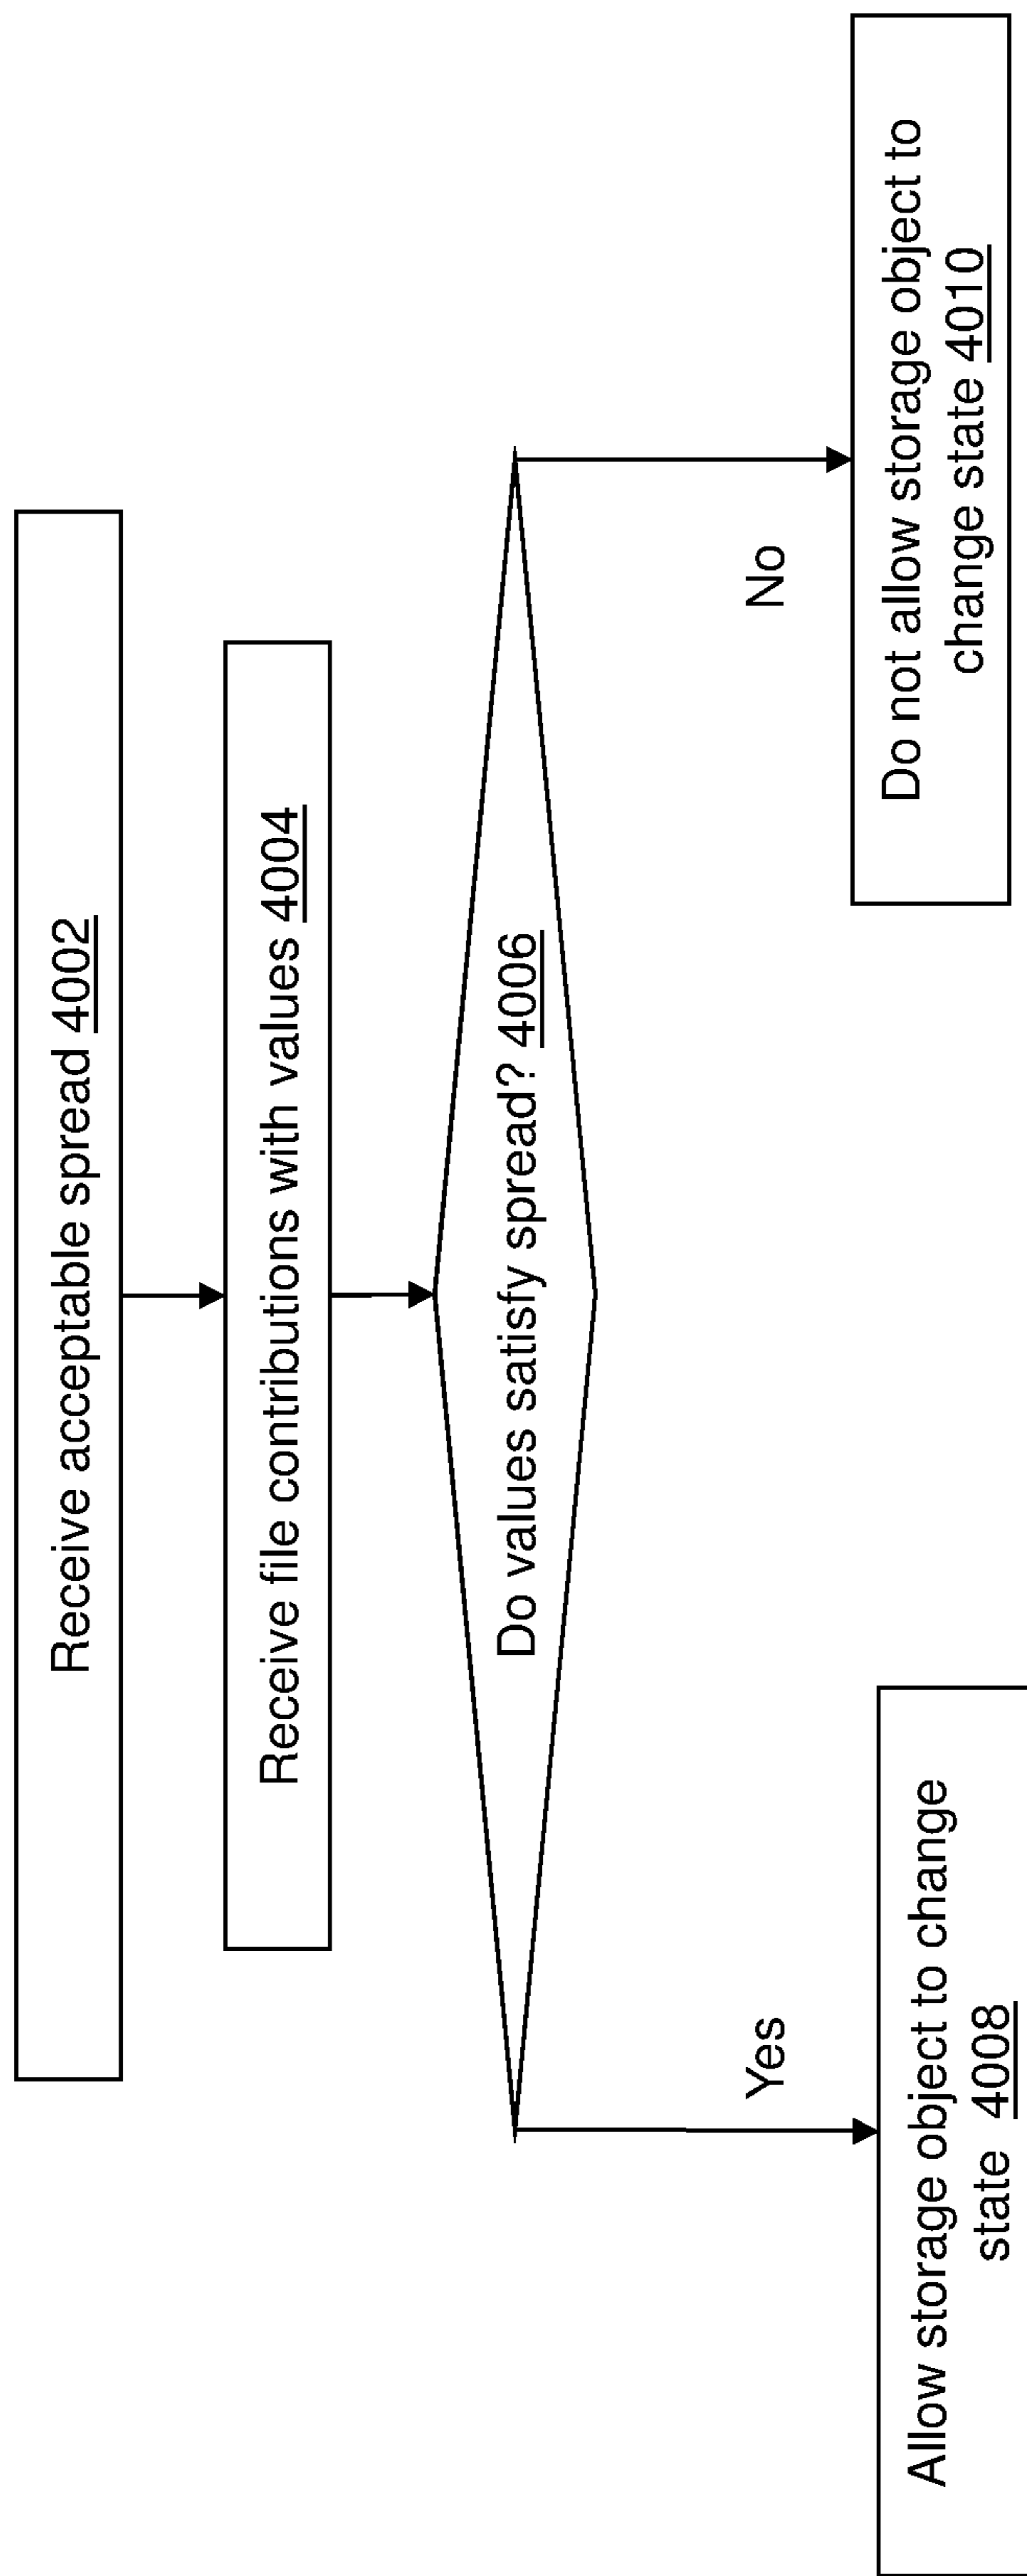 Receive acceptable spread 4002
Receive file contributions with values 4004
Do values satisfy spread? 4006
Yes
No
Allow storage object to change
state 4008
Do not allow storage object to
change state 4010